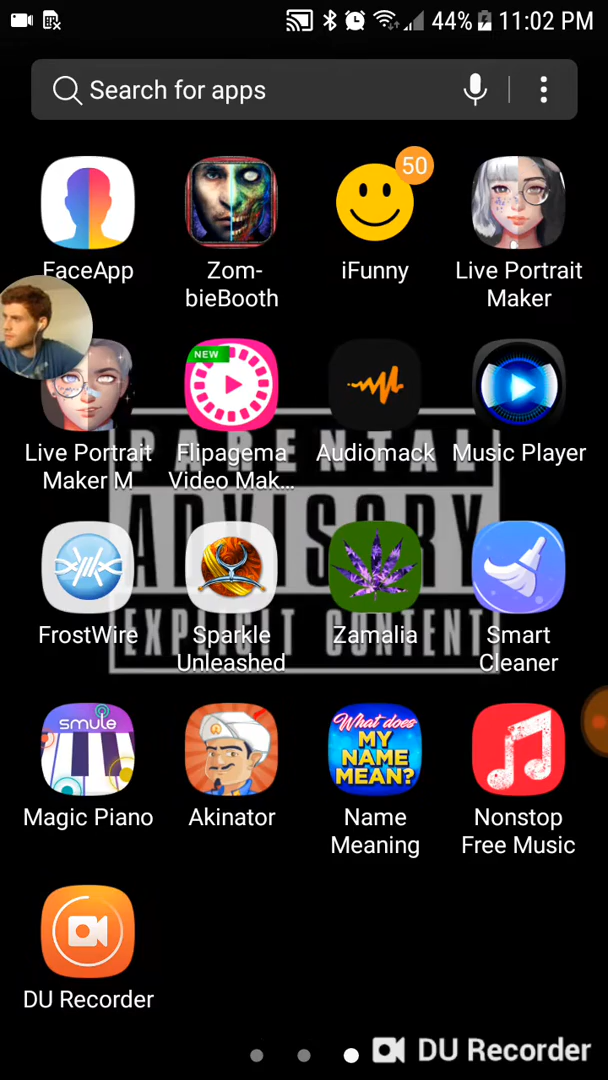 44% 11:02 PM
Search for apps
50
FaceApp
Zom-
bieBooth
iFunny
Live Portrait
Maker
NEW
Live Portrait
Maker M
Flipagema
Video Mak...
Audiomack
Music Player
PARENTAL
ADVISORY
EXPLICIT CONTENT
FrostWire
Sparkle
Unleashed
Zamalia
Smart
Cleaner
smule
What does
MY
NAME
MEAN?
Magic Piano
Akinator
Name
Meaning
Nonstop
Free Music
DU Recorder
DU Recorder